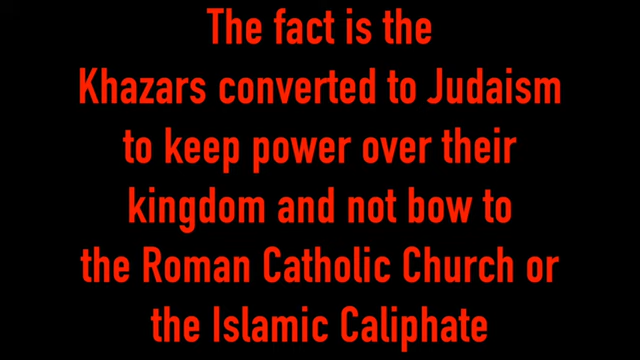 The fact is the
Khazars converted to Judaism
to keep power over their
kingdom and not bow to
the Roman Catholic Church or
the Islamic Caliphate